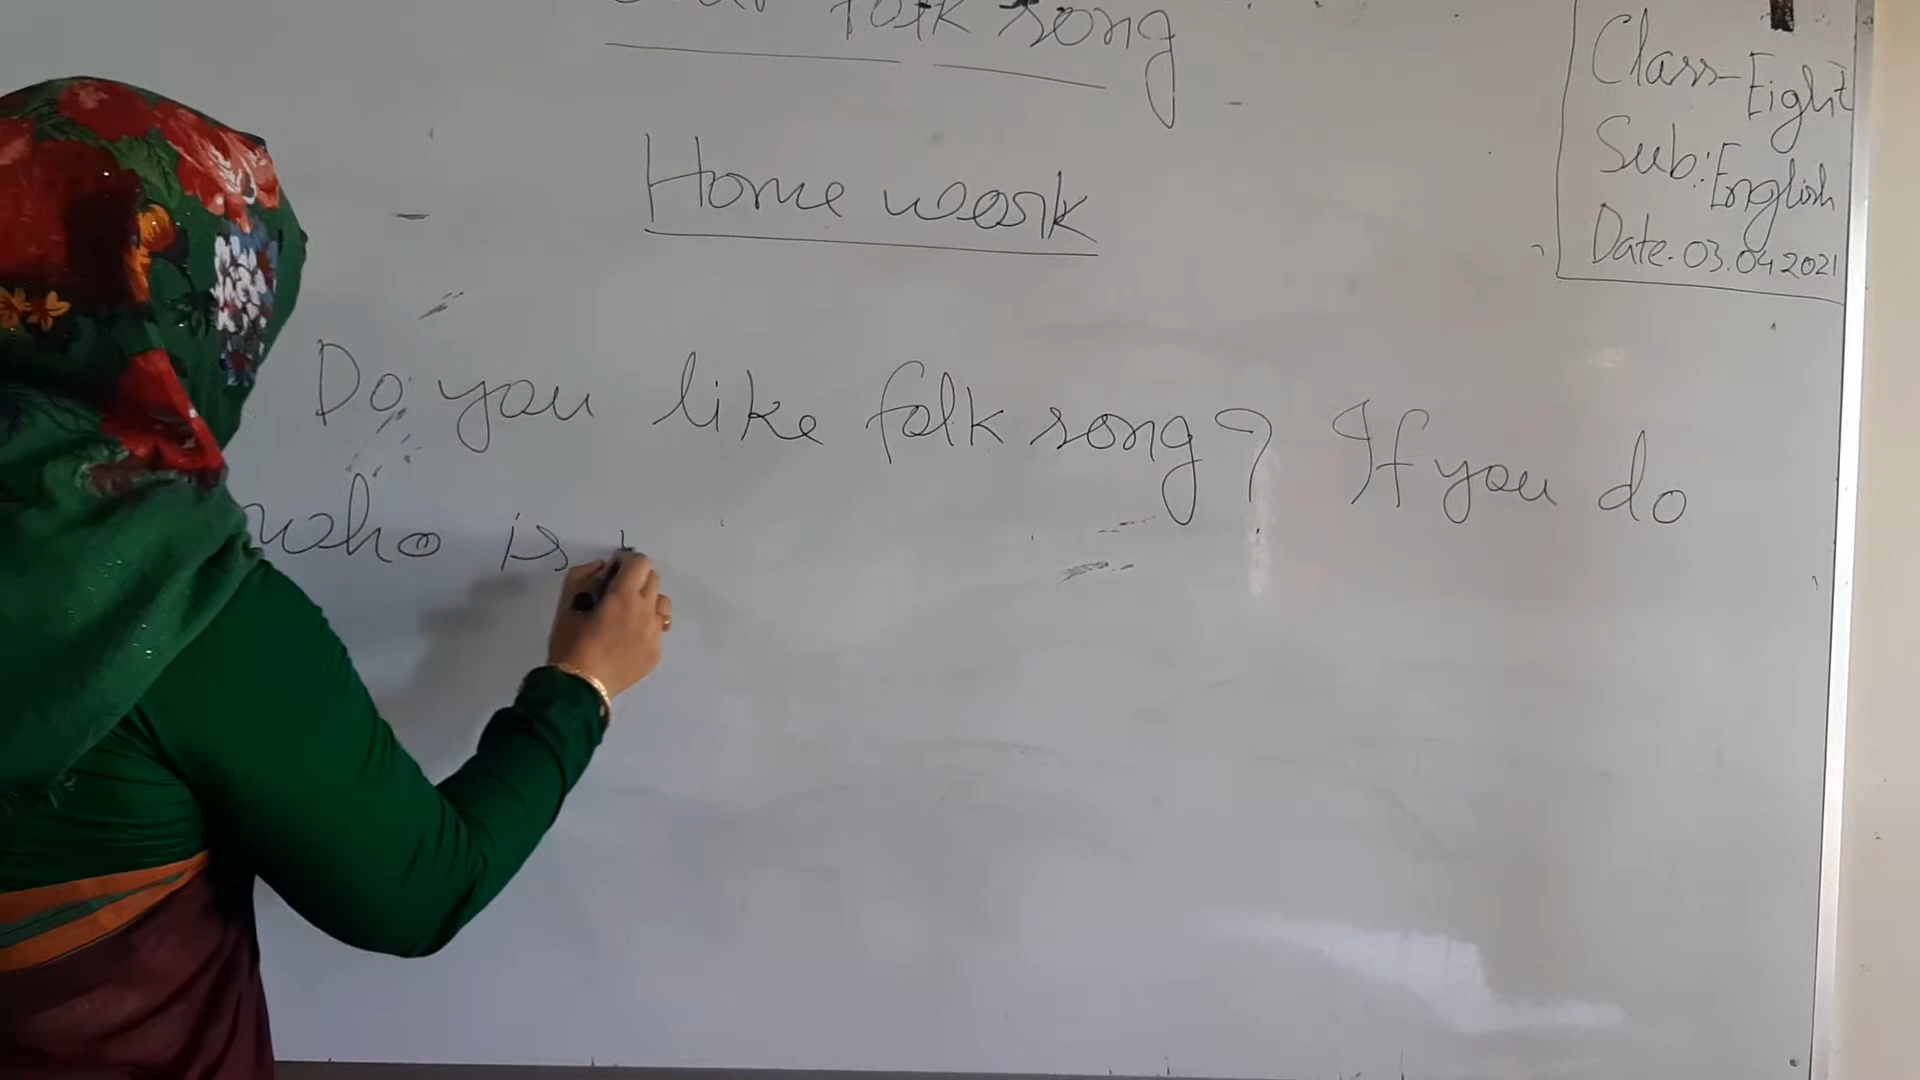 folk song
Class-Eight
Sub: English
Date. 03.04 2021
Home work
Do you like folk song? If you do
who is